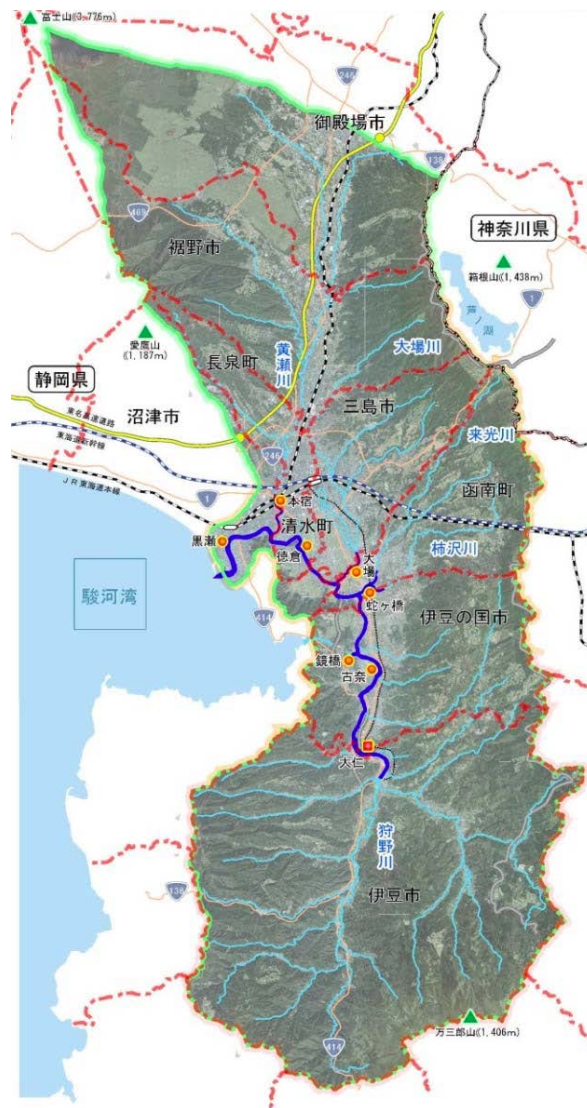 富士山((3,776m)
246
御殿場市
138
469
神奈川県
裾野市
箱根山((1,438m)
芦ノ湖
1
愛鷹山
((1,187m)
長泉町
黄瀬川
大場川
静岡県
三島市
沼津市
東名高速道路
来光川
東海道新幹線
246
函南町
JR東海道本線
1
本宿
清水町
黒瀬
徳倉
柿沢川
大場
駿河湾
蛇ヶ橋
414
伊豆の国市
鏡橋
古奈
大仁
狩野川
136
伊豆市
万三郎山((1,406m)
414